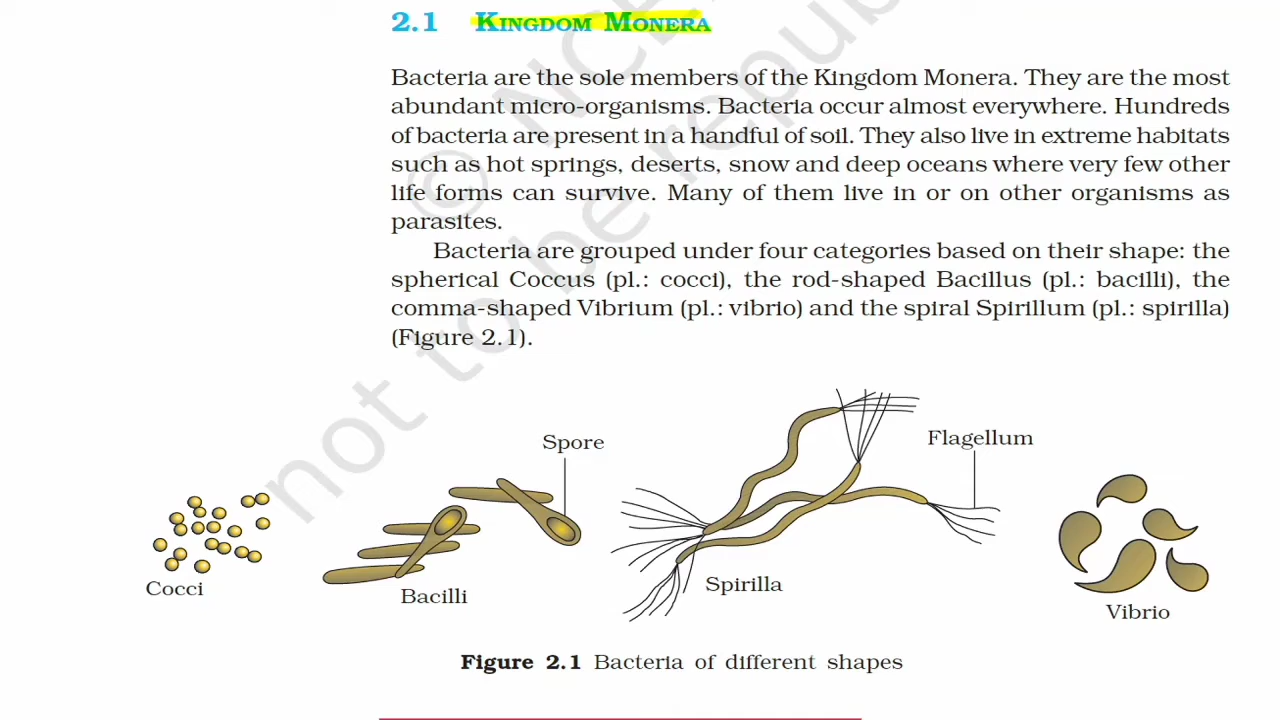 2.1 KINGDOM MONERA
Bacteria are the sole members of the Kingdom Monera. They are the most
abundant micro-organisms. Bacteria occur almost everywhere. Hundreds
of bacteria are present in a handful of soil. They also live in extreme habitats
such as hot springs, deserts, snow and deep oceans where very few other
life forms can survive. Many of them live in or on other organisms as
parasites.
Bacteria are grouped under four categories based on their shape: the
spherical Coccus (pl.: cocci), the rod-shaped Bacillus (pl.: bacilli), the
comma-shaped Vibrium (pl.: vibrio) and the spiral Spirillum (pl.: spirilla)
(Figure 2.1).
Spore
Flagellum
Cocci
Bacilli
Spirilla
Vibrio
Figure 2.1 Bacteria of different shapes
not to be repub